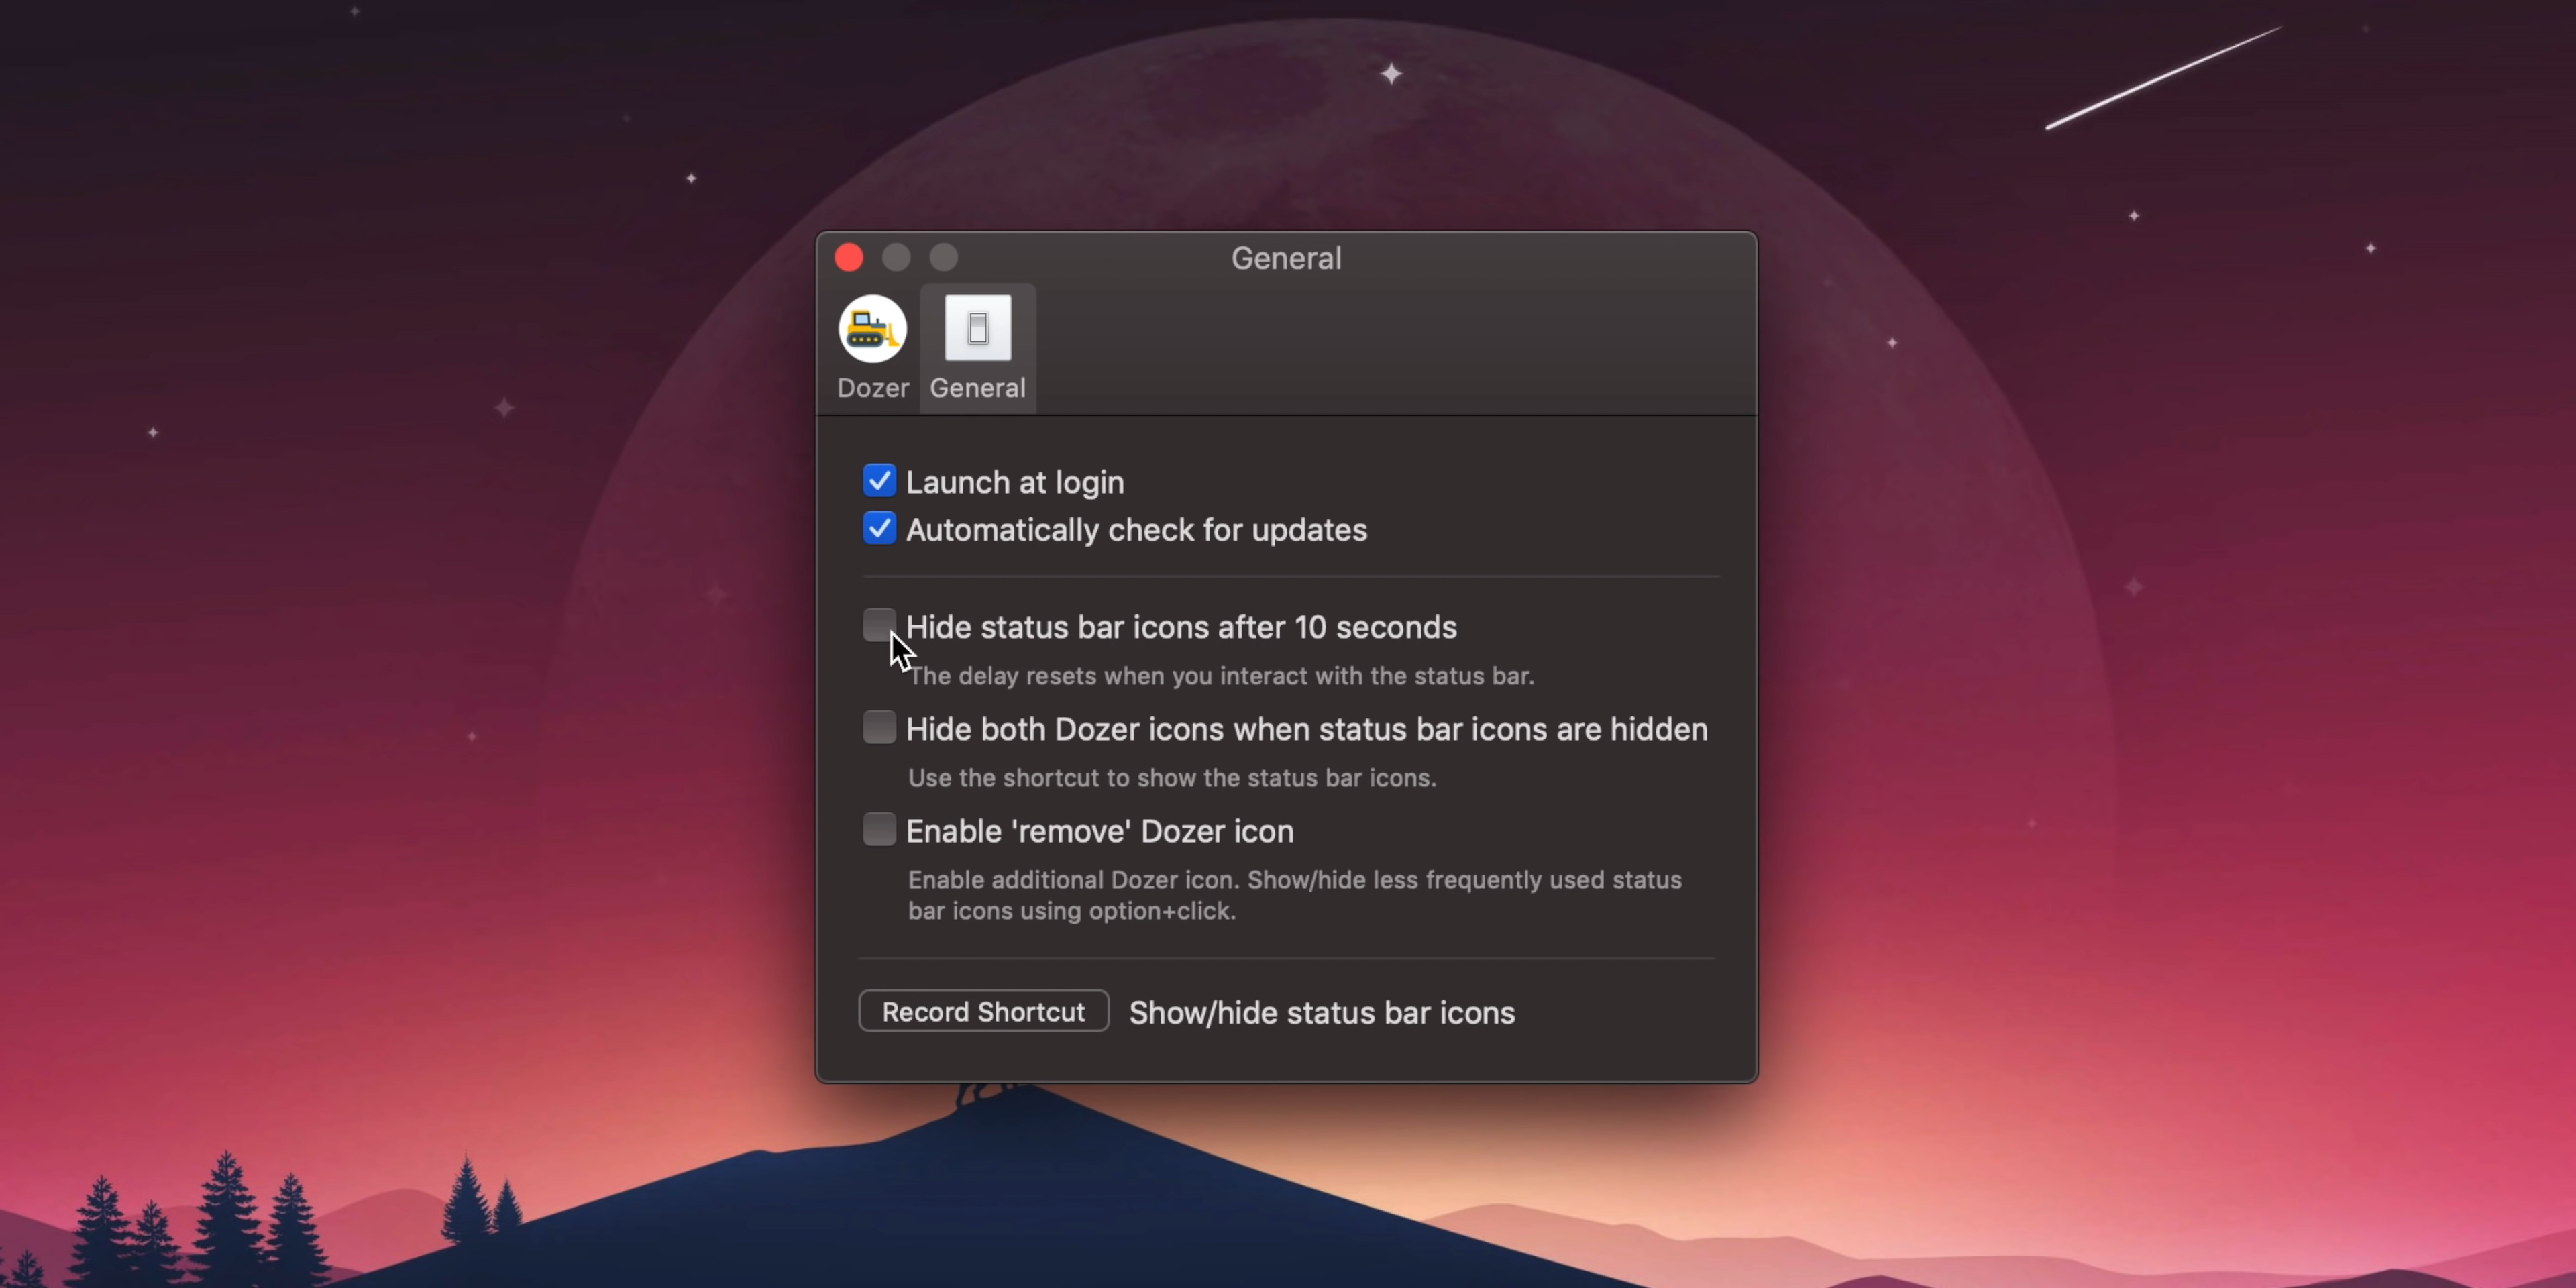 General
Dozer
General
Launch at login
Automatically check for updates
Hide status bar icons after 10 seconds
The delay resets when you interact with the status bar.
Hide both Dozer icons when status bar icons are hidden
Use the shortcut to show the status bar icons.
Enable 'remove' Dozer icon
Enable additional Dozer icon. Show/hide less frequently used status
bar icons using option+click.
Record Shortcut
Show/hide status bar icons